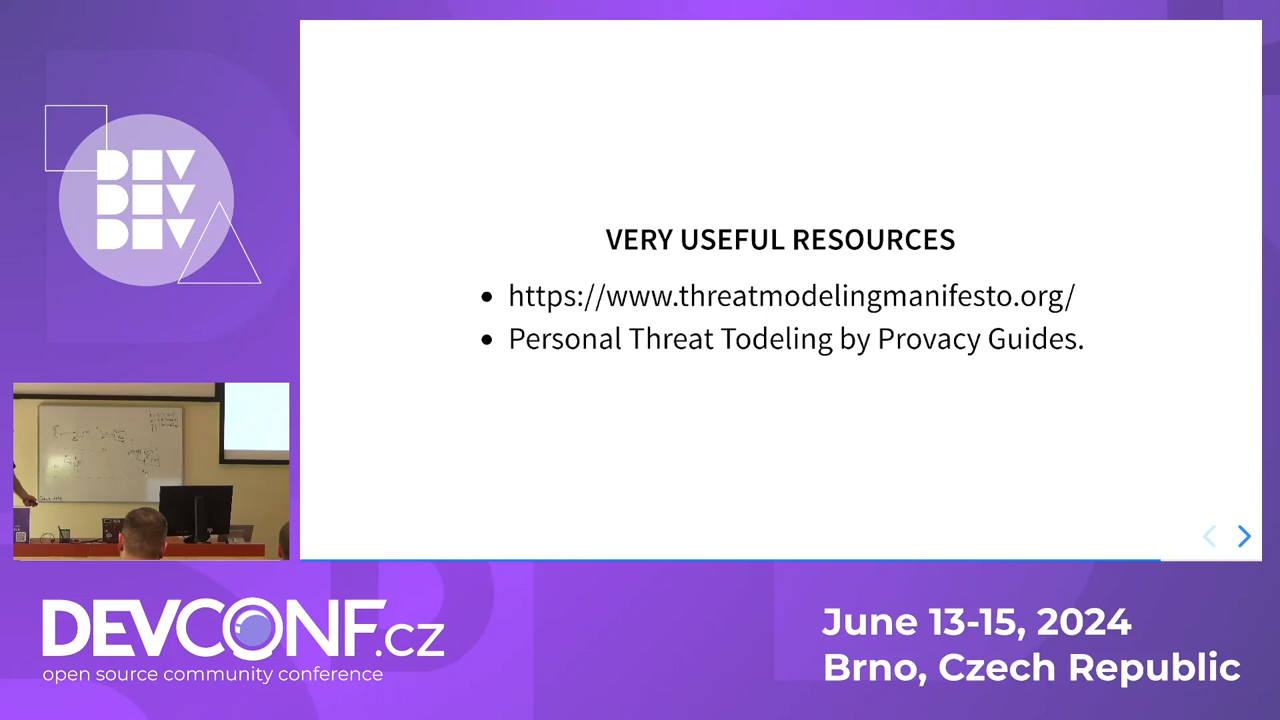 DEV
DEV
DEV
VERY USEFUL RESOURCES
https://www.threatmodelingmanifesto.org/
Personal Threat Todeling by Provacy Guides.
DEVCONF.CZ
open source community conference
June 13-15, 2024
Brno, Czech Republic